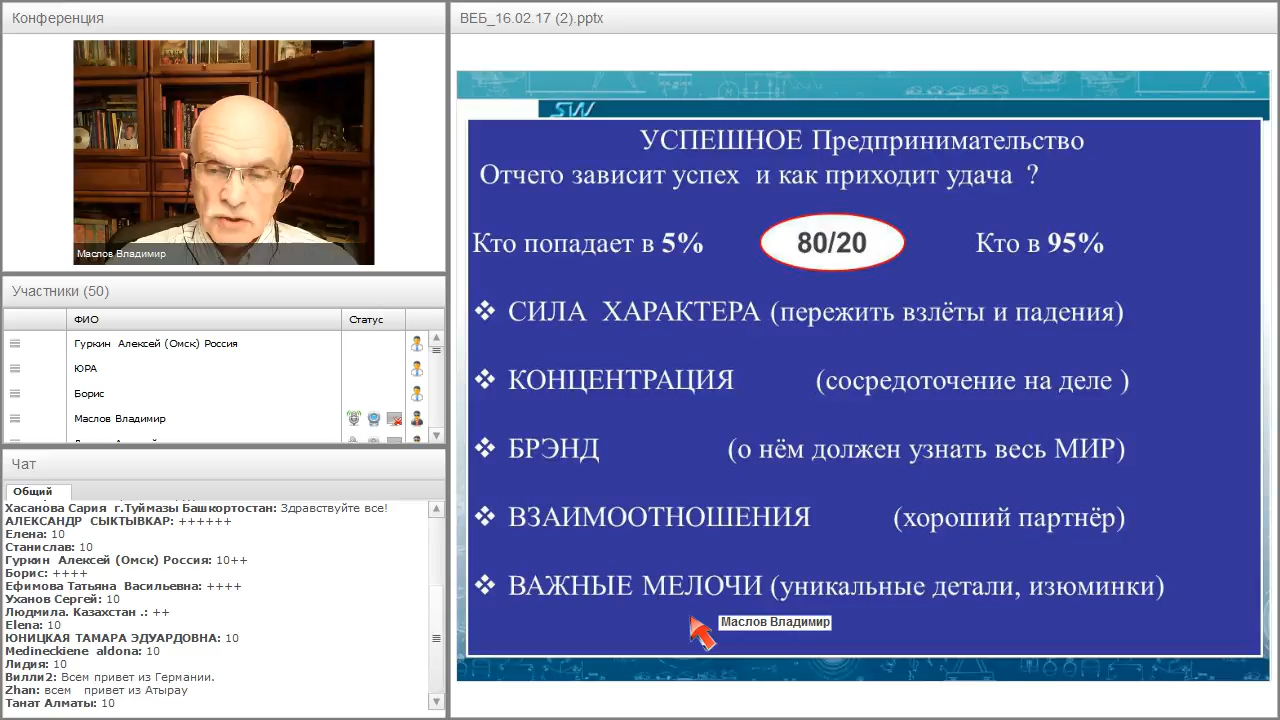 Конференция
Маслов Владимир
Участники (50)
ФИО
Статус
Гуркин Алексей (Омск) Россия
ЮРА
Борис
Маслов Владимир
Чат
Общий
Хасанова Сария г.Туймазы Башкортостан: Здравствуйте все!
АЛЕКСАНДР СЫКТЫВКАР: ++++++
Елена: 10
Станислав: 10
Гуркин Алексей (Омск) Россия: 10++
Борис: ++++
Ефимова Татьяна Васильевна: ++++
Уханов Сергей: 10
Людмила. Казахстан .: ++
Elena: 10
ЮНИЦКАЯ ТАМАРА ЭДУАРДОВНА: 10
Medineckiene aldona: 10
Лидия: 10
Вилли2: Всем привет из Германии.
Zhan: всем привет из Атырау
Танат Алматы: 10
ВЕБ_16.02.17 (2).pptx
SW
УСПЕШНОЕ Предпринимательство
Отчего зависит успех и как приходит удача ?
Кто попадает в 5% 80/20 Кто в 95%
❖ СИЛА ХАРАКТЕРА (пережить взлёты и падения)
❖ КОНЦЕНТРАЦИЯ (сосредоточение на деле )
❖ БРЭНД (о нём должен узнать весь МИР)
❖ ВЗАИМООТНОШЕНИЯ (хороший партнёр)
❖ ВАЖНЫЕ МЕЛОЧИ (уникальные детали, изюминки)
Маслов Владимир